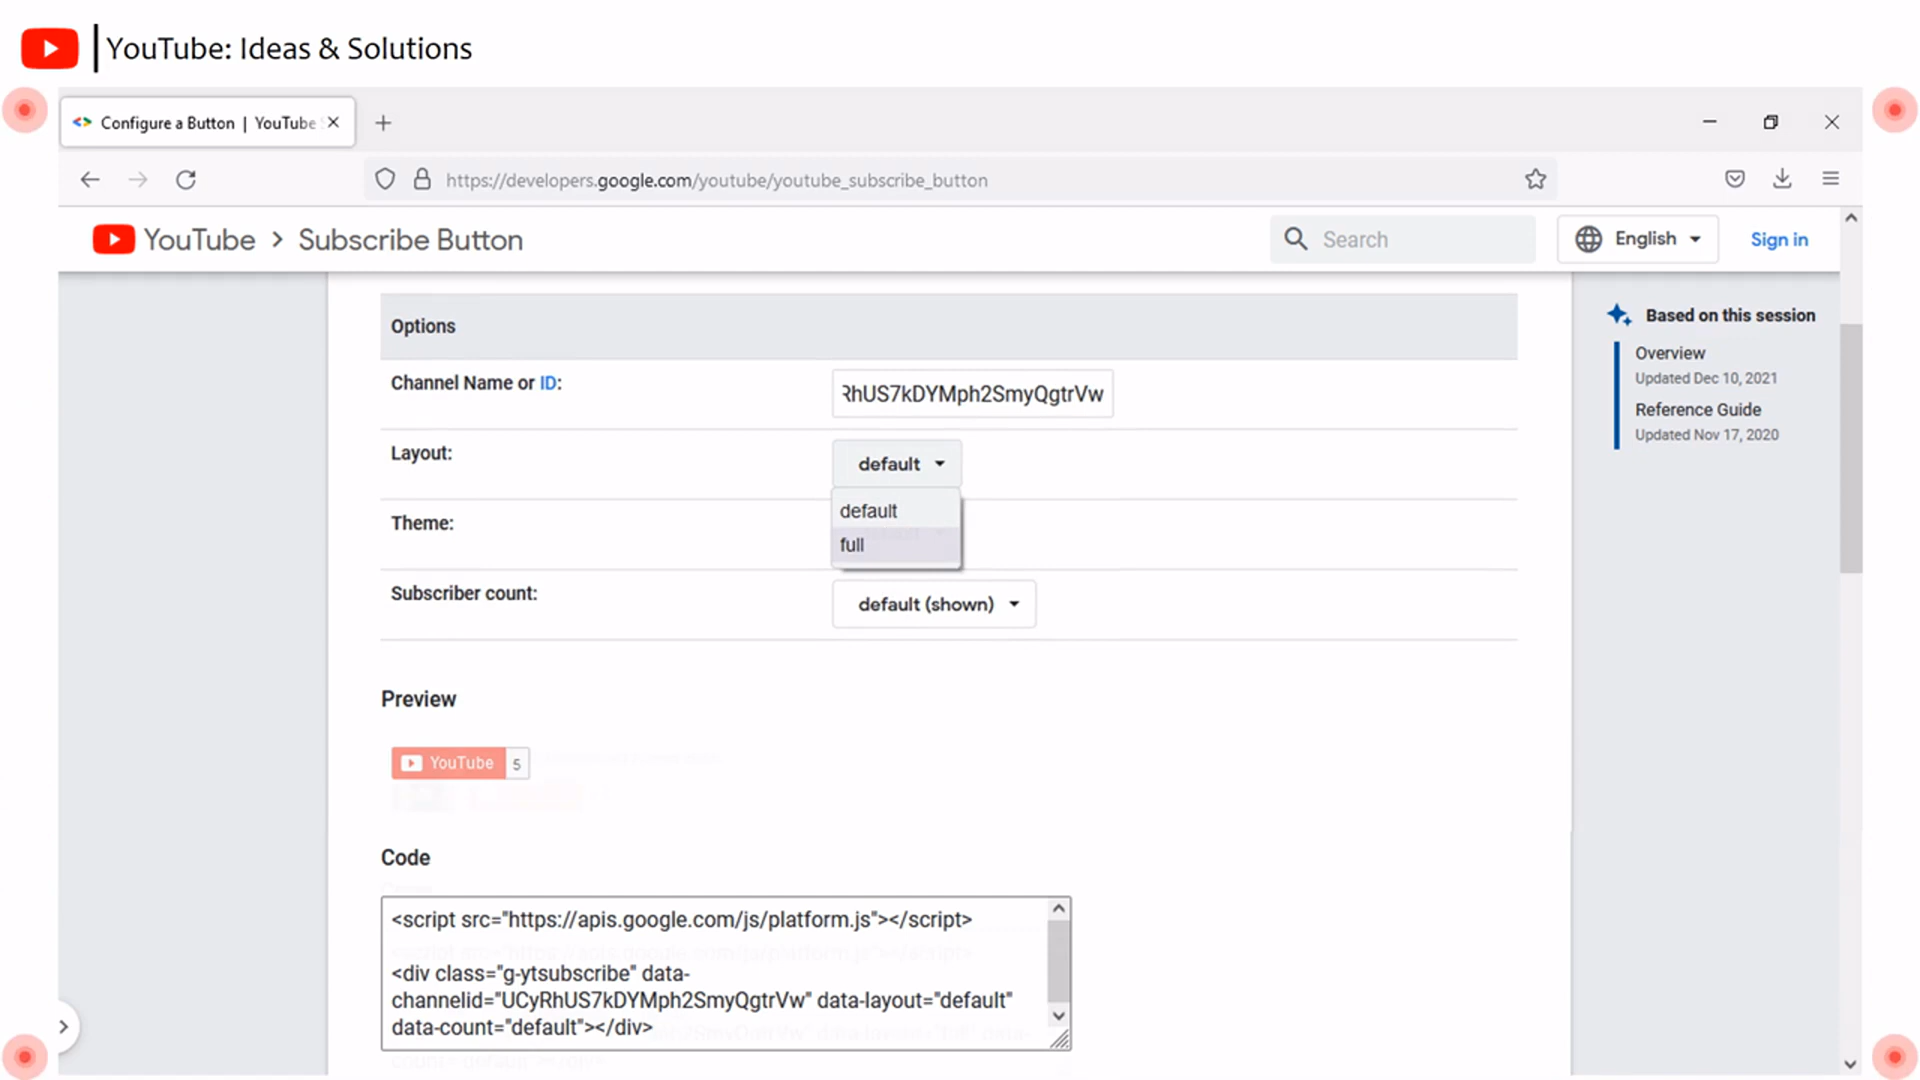 YouTube: Ideas & Solutions
Configure a Button | YouTube
https://developers.google.com/youtube/youtube_subscribe_button
YouTube > Subscribe Button
Search
English
Sign in
Options
Channel Name or ID:
RhUS7kDYMph2SmyQgtrVw
Layout:
default
default
full
Theme:
Subscriber count:
default (shown)
Based on this session
Overview
Updated Dec 10, 2021
Reference Guide
Updated Nov 17, 2020
Preview
YouTube 5
Code
<script src="https://apis.google.com/js/platform.js"></script>
<div class="g-ytsubscribe" data-
channelid="UCyRhUS7kDYMph2SmyQgtrVw" data-layout="default"
data-count="default"></div>